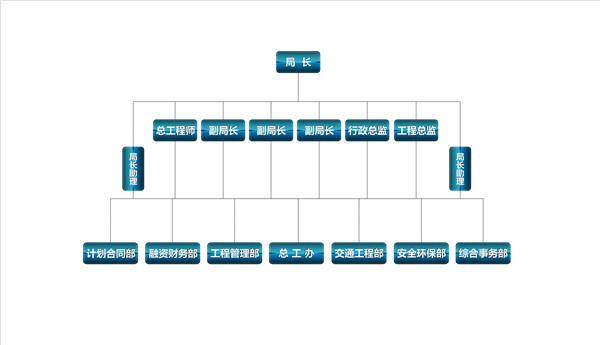 局 长
总工程师
副局长
副局长
副局长
行政总监
工程总监
局长助理
局长助理
计划合同部
融资财务部
工程管理部
总 工 办
交通工程部
安全环保部
综合事务部